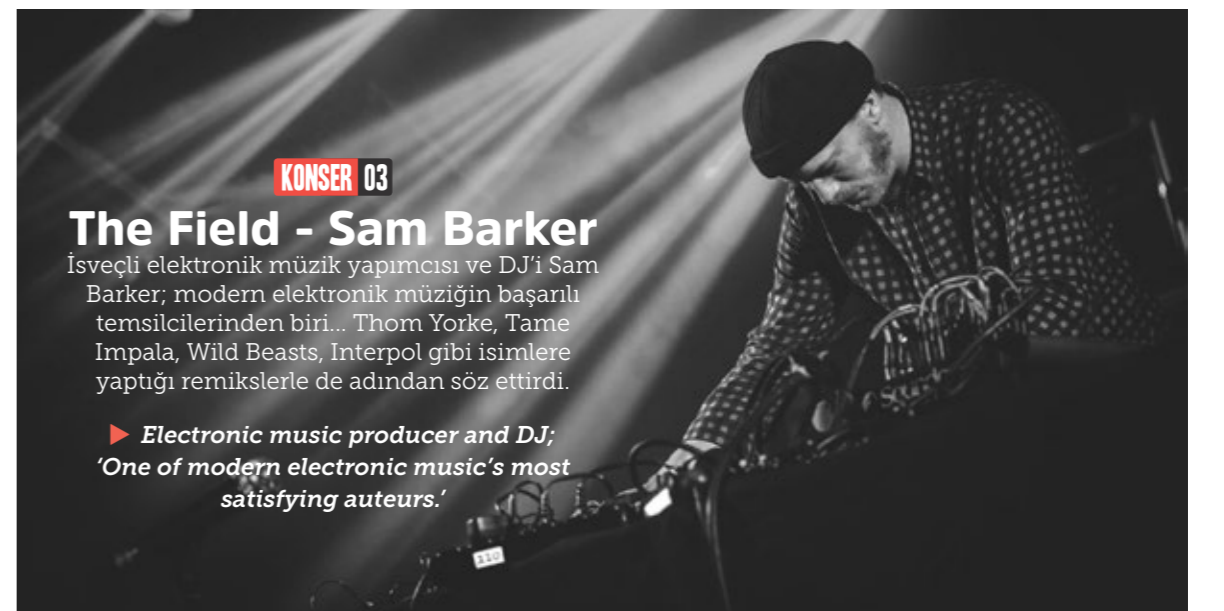 KONSER 03
The Field - Sam Barker
İsveçli elektronik müzik yapımcısı ve DJ’i Sam
Barker; modern elektronik müziğin başarılı
temsilcilerinden biri... Thom Yorke, Tame
Impala, Wild Beasts, Interpol gibi isimlere
yaptığı remikslerle de adından söz ettirdi.
▶ Electronic music producer and DJ;
‘One of modern electronic music’s most
satisfying auteurs.’
110